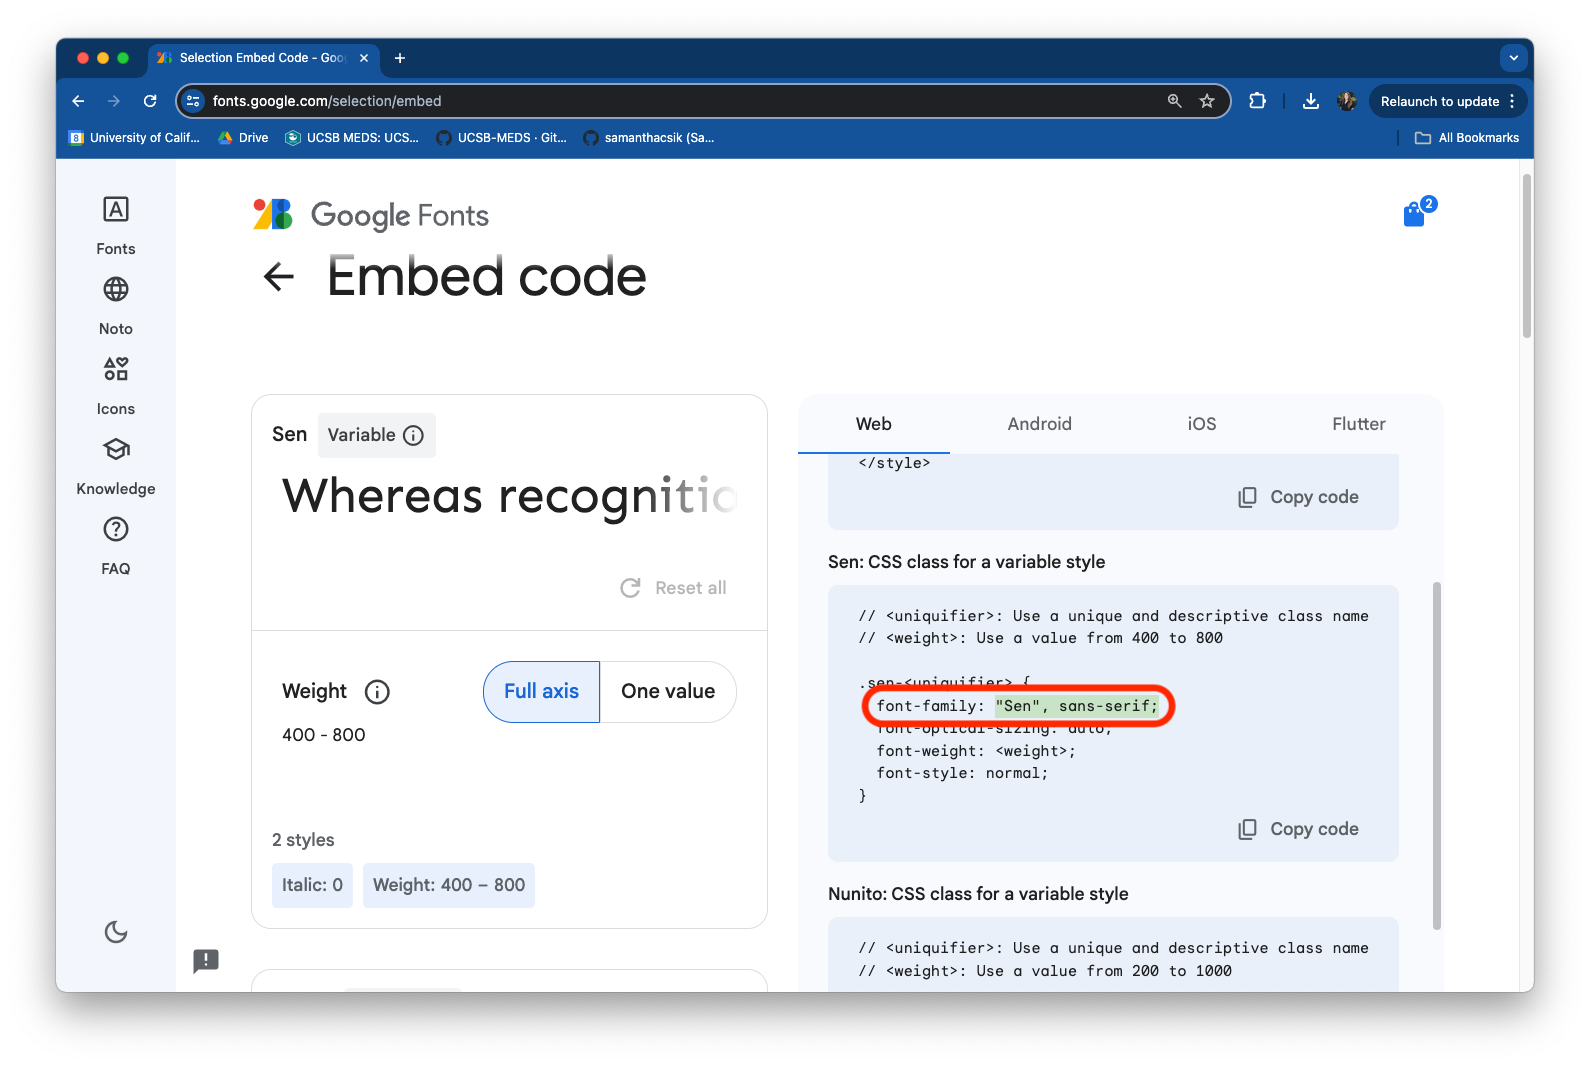 Selection Embed Code - Goo
fonts.google.com/selection/embed
Relaunch to update
University of Calif...
Drive
UCSB MEDS: UCS...
UCSB-MEDS · Git...
samanthacsik (Sa...
All Bookmarks
Fonts
Noto
Icons
Knowledge
FAQ
Google Fonts
2
Embed code
Sen
Variable
Whereas recognitio
Reset all
Weight
Full axis
One value
400 - 800
2 styles
Italic: 0
Weight: 400 – 800
Web
Android
iOS
Flutter
</style>
Copy code
Sen: CSS class for a variable style
// <uniquifier>: Use a unique and descriptive class name
// <weight>: Use a value from 400 to 800
.sen-<uniquifier> {
font-family: "Sen", sans-serif;
font-optical-sizing: auto;
font-weight: <weight>;
font-style: normal;
}
Copy code
Nunito: CSS class for a variable style
// <uniquifier>: Use a unique and descriptive class name
// <weight>: Use a value from 200 to 1000